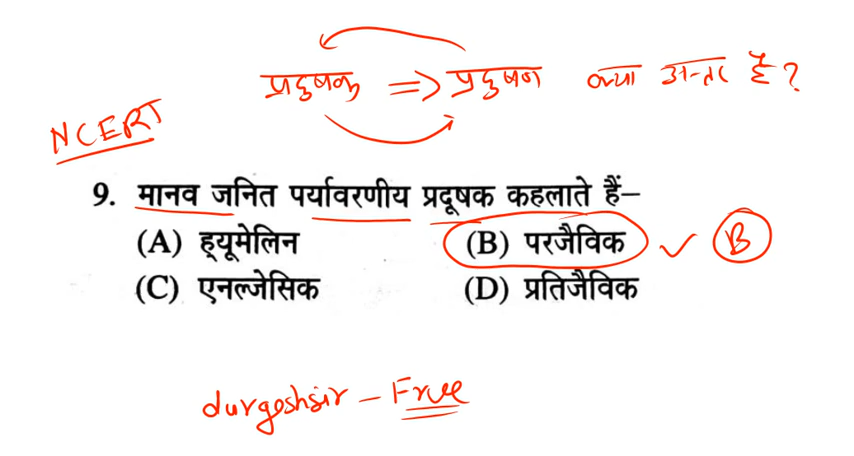 प्रदुषक => प्रदुषण क्या अन्तर है?
NCERT
9. मानव जनित पर्यावरणीय प्रदूषक कहलाते हैं–
(A) ह्यूमेलिन (B) परजैविक ✓ B
(C) एनल्जेसिक (D) प्रतिजैविक
durgeshsir - Free